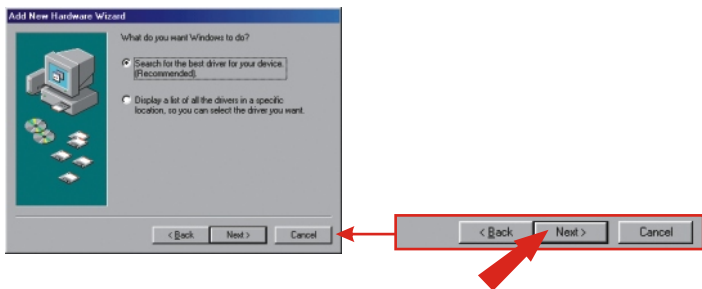 Add New Hardware Wizard
What do you want Windows to do?
Search for the best driver for your device.
(Recommended).
Display a list of all the drivers in a specific
location, so you can select the driver you want.
< Back Next > Cancel
< Back Next > Cancel